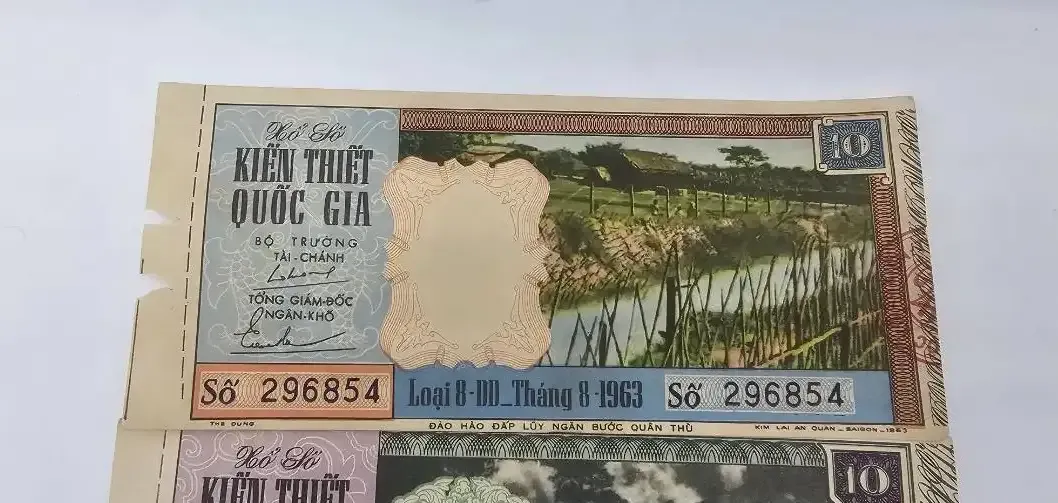 Xổ Số
KIẾN THIẾT
QUỐC GIA
BỘ TRƯỞNG
TÀI-CHÁNH
TỔNG GIÁM-ĐỐC
NGÂN-KHỐ
10
Số 296854
Loại 8-DD_Tháng 8-1963
Số 296854
THẾ DUNG
ĐÀO HÀO ĐẮP LŨY NGĂN BƯỚC QUÂN THÙ
KIM LAI AN QUÁN _ SAIGON _ 1963
Xổ Số
KIẾN THIẾT
10